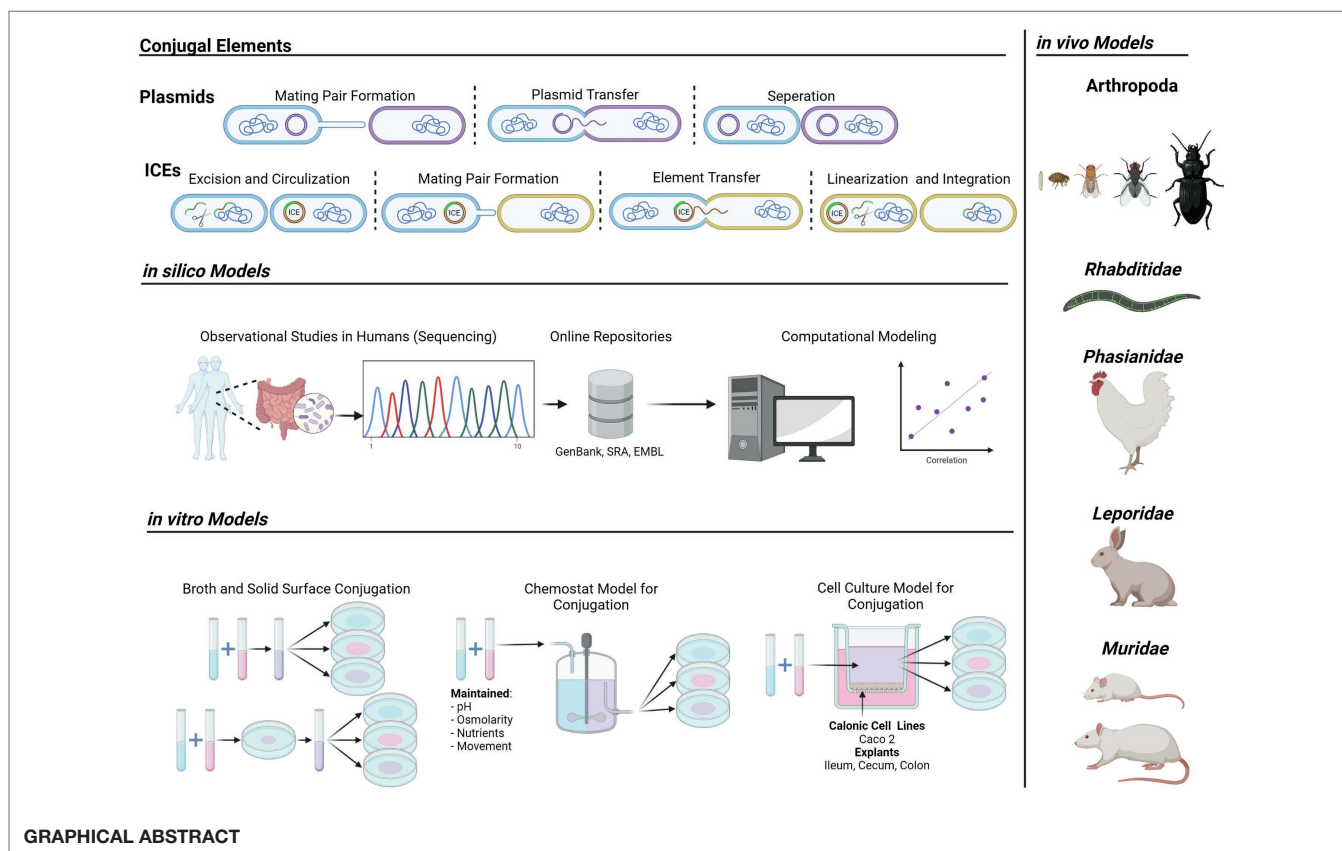 Conjugal Elements
Plasmids
Mating Pair Formation
Plasmid Transfer
Seperation
ICEs
Excision and Circulization
Mating Pair Formation
Element Transfer
Linearization and Integration
ICE
ICE
ICE
ICE
in silico Models
Observational Studies in Humans (Sequencing)
Online Repositories
Computational Modeling
1
10
GenBank, SRA, EMBL
Correlation
in vitro Models
Broth and Solid Surface Conjugation
Chemostat Model for
Conjugation
Cell Culture Model for
Conjugation
Maintained:
- pH
- Osmolarity
- Nutrients
- Movement
Calonic Cell Lines
Caco 2
Explants
Ileum, Cecum, Colon
in vivo Models
Arthropoda
Rhabditidae
Phasianidae
Leporidae
Muridae
GRAPHICAL ABSTRACT